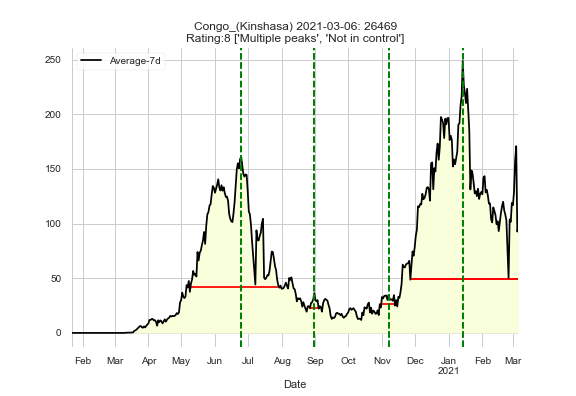 Congo_(Kinshasa) 2021-03-06: 26469
Rating:8 ['Multiple peaks', 'Not in control']
Average-7d
250
200
150
100
50
0
Feb Mar Apr May Jun Jul Aug Sep Oct Nov Dec Jan Feb Mar
2021
Date